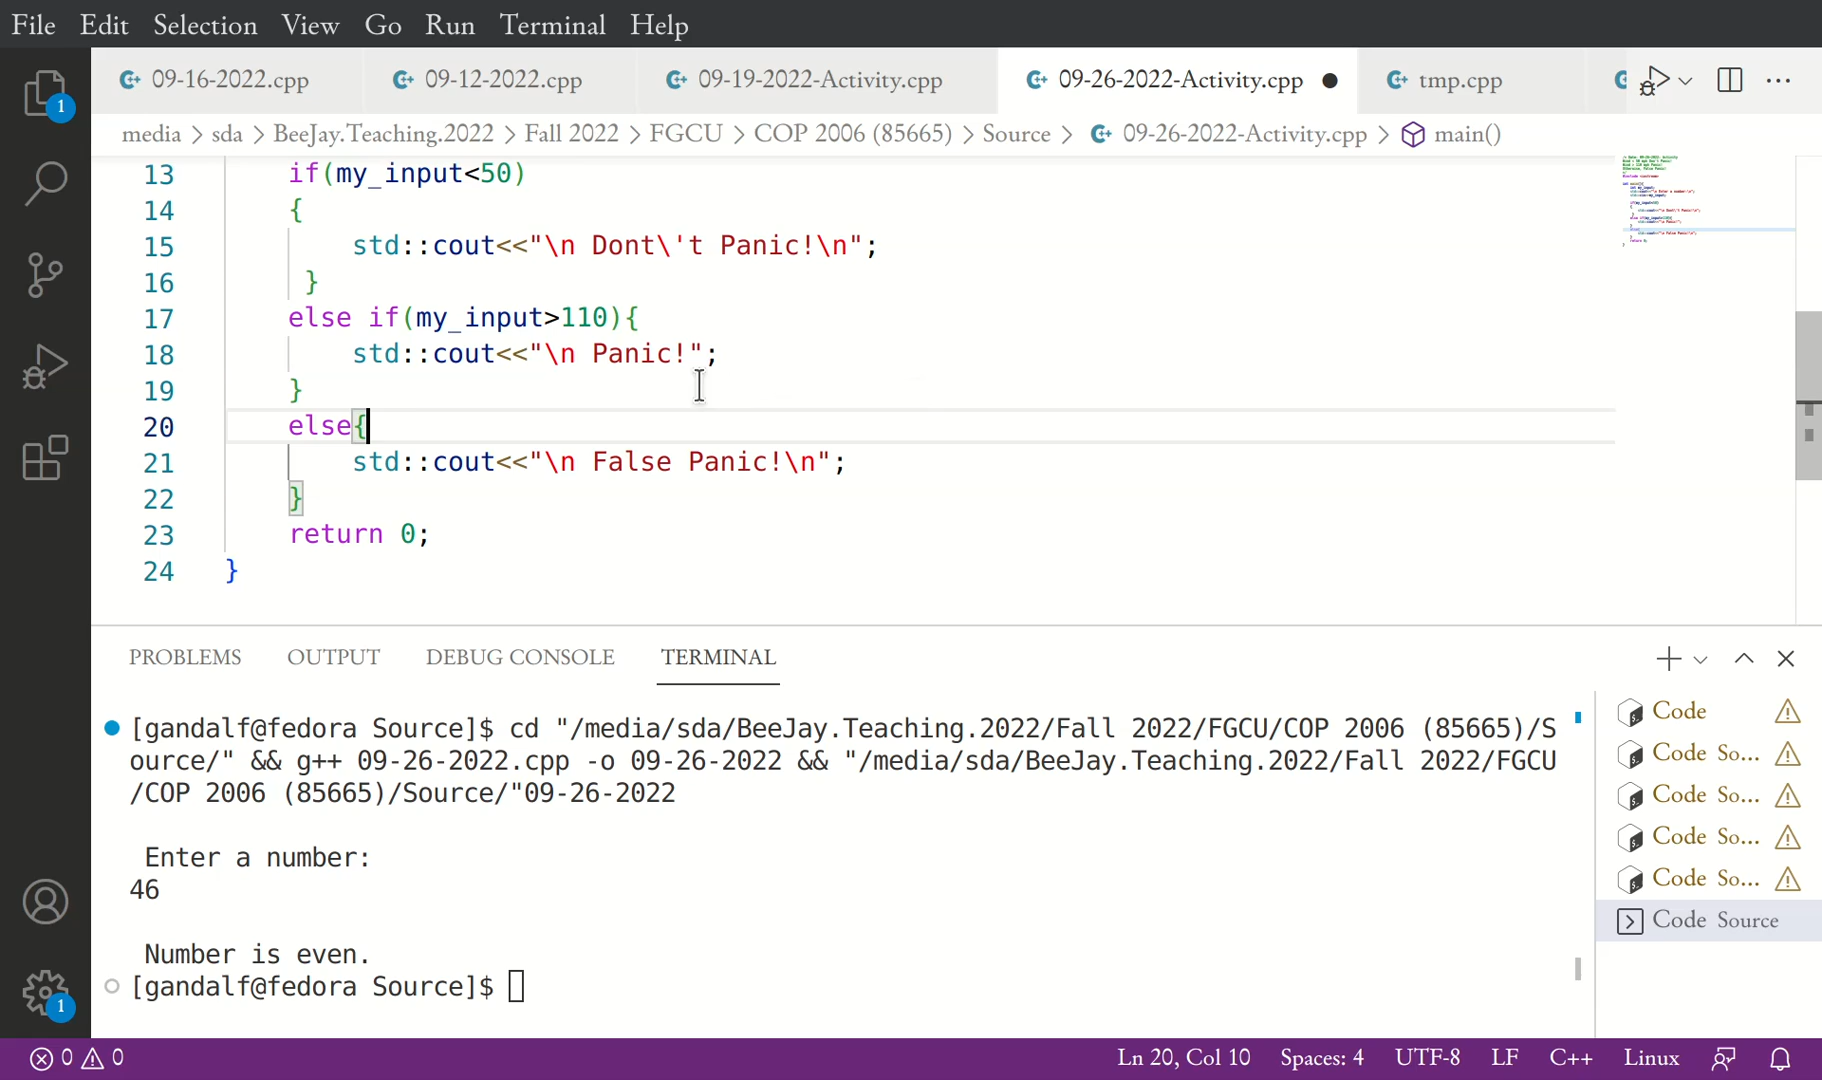 File Edit Selection View Go Run Terminal Help
09-16-2022.cpp 09-12-2022.cpp 09-19-2022-Activity.cpp 09-26-2022-Activity.cpp tmp.cpp
1
media > sda > BeeJay.Teaching.2022 > Fall 2022 > FGCU > COP 2006 (85665) > Source > 09-26-2022-Activity.cpp > main()
13 if(my_input<50)
14 {
15 std::cout<<"\n Dont\'t Panic!\n";
16 }
17 else if(my_input>110){
18 std::cout<<"\n Panic!";
19 }
20 else{
21 std::cout<<"\n False Panic!\n";
22 }
23 return 0;
24 }
PROBLEMS OUTPUT DEBUG CONSOLE TERMINAL
[gandalf@fedora Source]$ cd "/media/sda/BeeJay.Teaching.2022/Fall 2022/FGCU/COP 2006 (85665)/S
ource/" && g++ 09-26-2022.cpp -o 09-26-2022 && "/media/sda/BeeJay.Teaching.2022/Fall 2022/FGCU
/COP 2006 (85665)/Source/"09-26-2022
Enter a number:
46
Number is even.
[gandalf@fedora Source]$
Code
Code So...
Code So...
Code So...
Code So...
Code Source
1
0 0 Ln 20, Col 10 Spaces: 4 UTF-8 LF C++ Linux